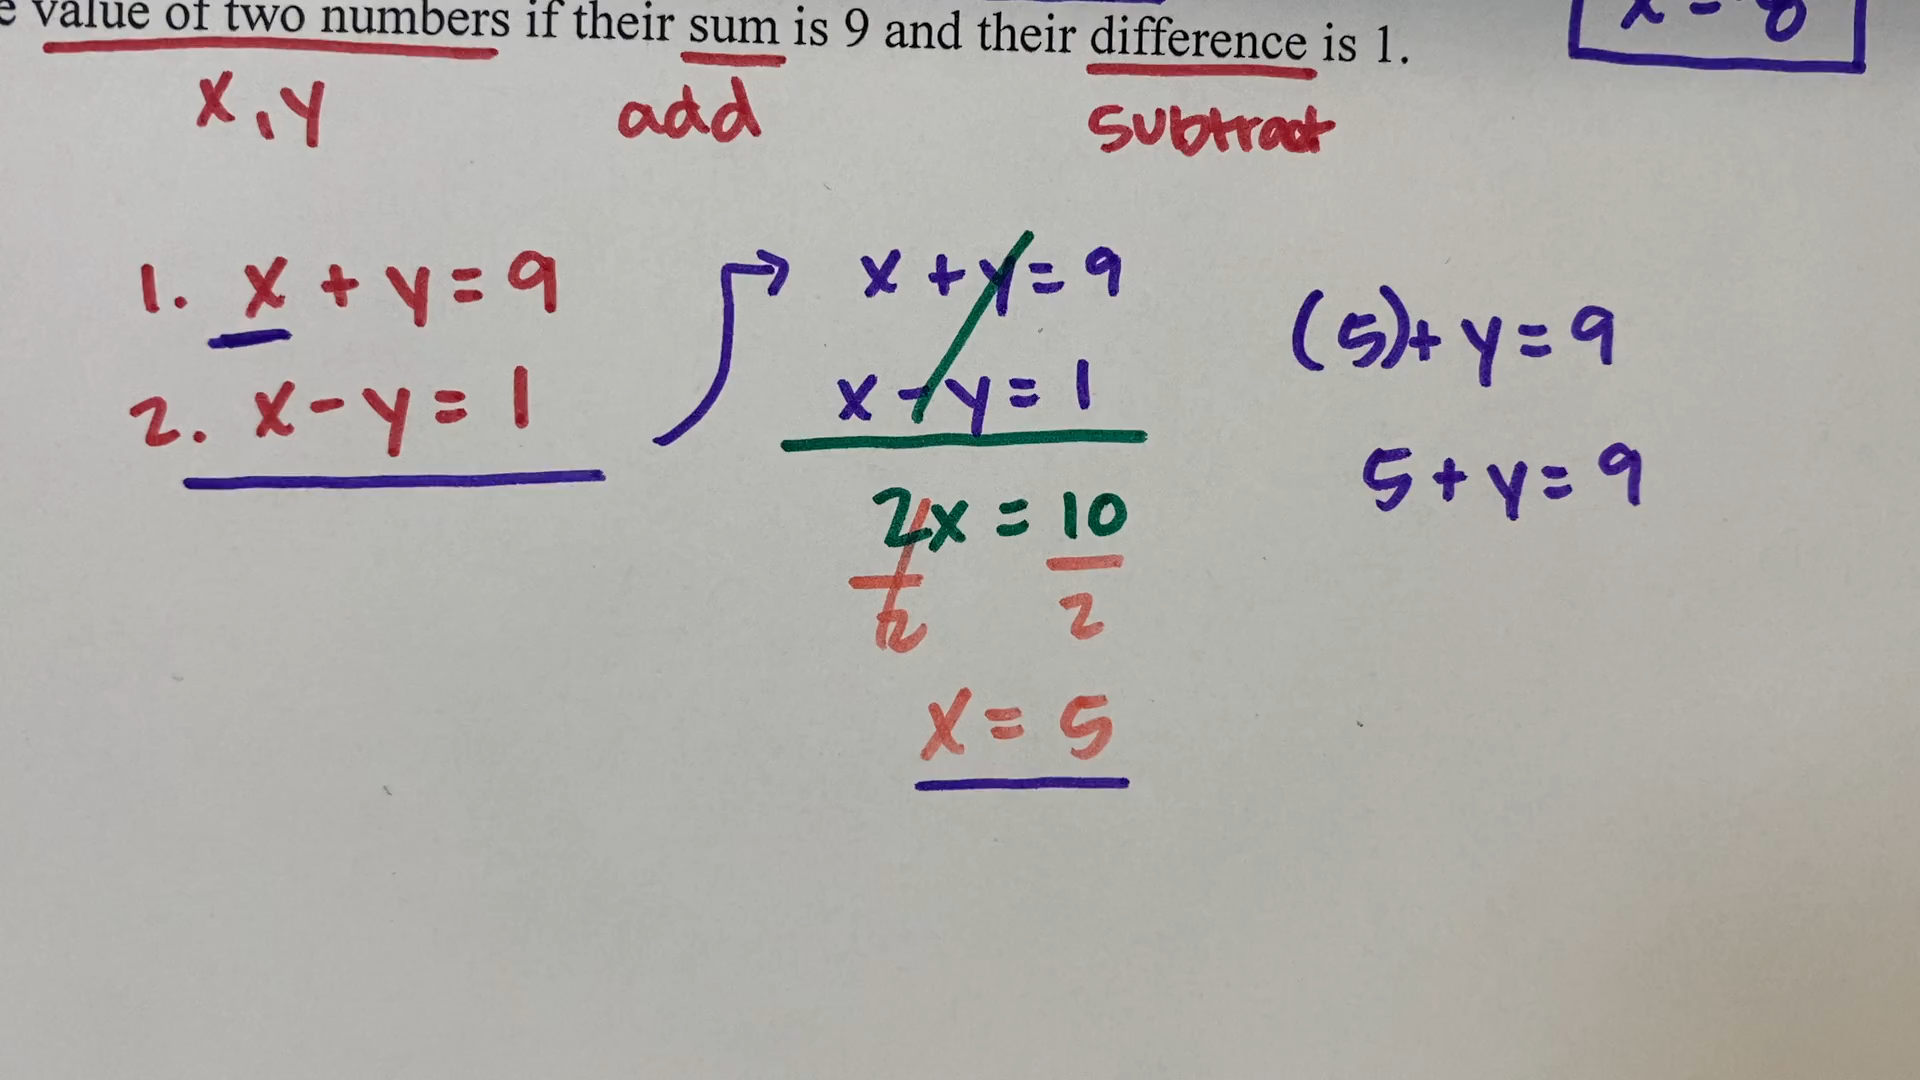 value of two numbers if their sum is 9 and their difference is 1.
x, y
add
subtract
1. x + y = 9
2. x - y = 1
x + y = 9
x - y = 1
2x = 10
2 2
x = 5
(5) + y = 9
5 + y = 9